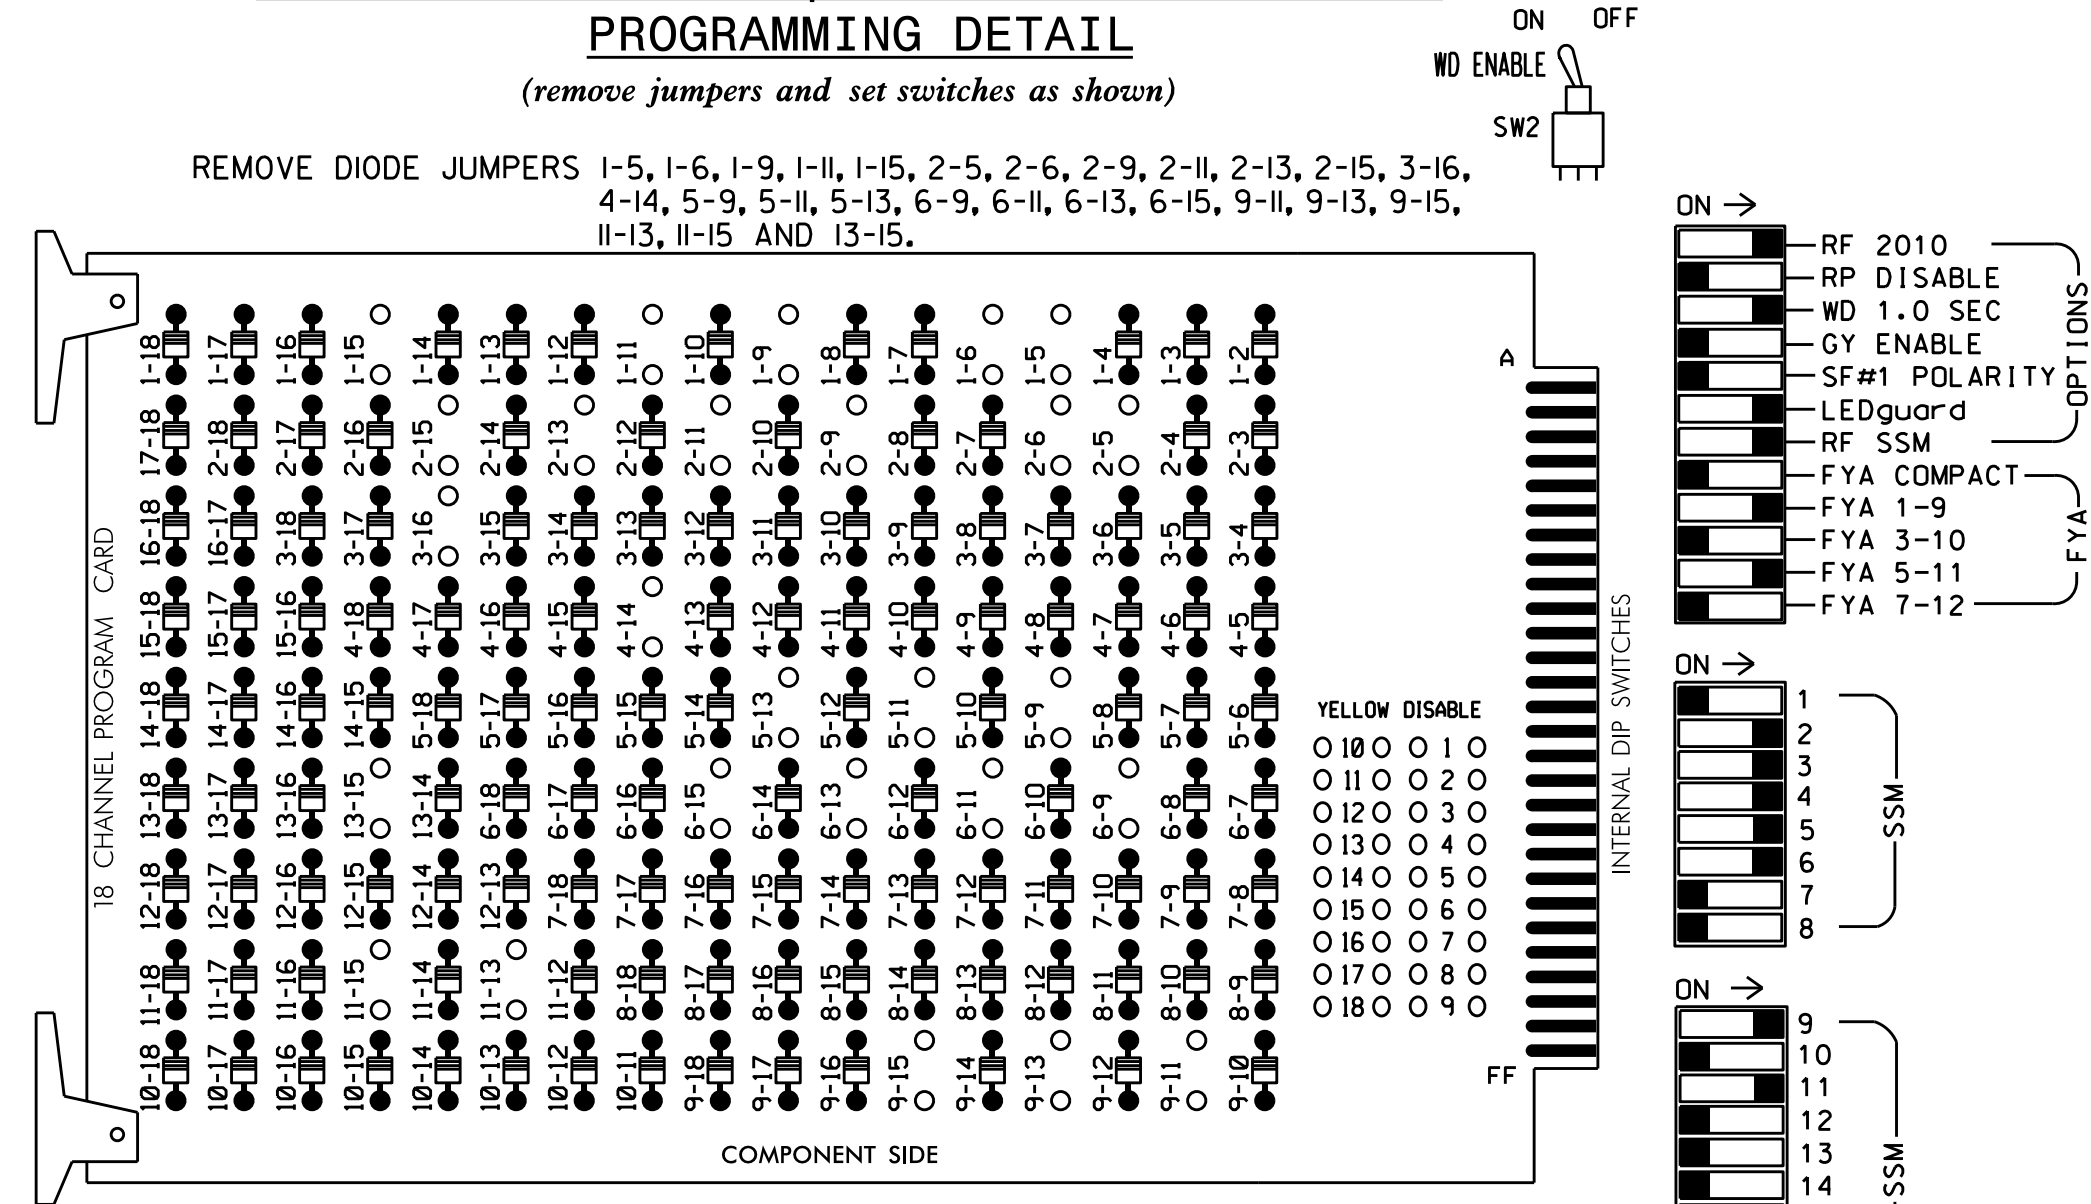 PROGRAMMING DETAIL
(remove jumpers and set switches as shown)
ON OFF
WD ENABLE
SW2
REMOVE DIODE JUMPERS 1-5, 1-6, 1-9, 1-11, 1-15, 2-5, 2-6, 2-9, 2-11, 2-13, 2-15, 3-16,
4-14, 5-9, 5-11, 5-13, 6-9, 6-11, 6-13, 6-15, 9-11, 9-13, 9-15,
11-13, 11-15 AND 13-15.
18 CHANNEL PROGRAM CARD
1-18 1-17 1-16 1-15 1-14 1-13 1-12 1-11 1-10 1-9 1-8 1-7 1-6 1-5 1-4 1-3 1-2
17-18 2-18 2-17 2-16 2-15 2-14 2-13 2-12 2-11 2-10 2-9 2-8 2-7 2-6 2-5 2-4 2-3
16-18 16-17 3-18 3-17 3-16 3-15 3-14 3-13 3-12 3-11 3-10 3-9 3-8 3-7 3-6 3-5 3-4
15-18 15-17 15-16 4-18 4-17 4-16 4-15 4-14 4-13 4-12 4-11 4-10 4-9 4-8 4-7 4-6 4-5
14-18 14-17 14-16 14-15 5-18 5-17 5-16 5-15 5-14 5-13 5-12 5-11 5-10 5-9 5-8 5-7 5-6
13-18 13-17 13-16 13-15 13-14 6-18 6-17 6-16 6-15 6-14 6-13 6-12 6-11 6-10 6-9 6-8 6-7
12-18 12-17 12-16 12-15 12-14 12-13 7-18 7-17 7-16 7-15 7-14 7-13 7-12 7-11 7-10 7-9 7-8
11-18 11-17 11-16 11-15 11-14 11-13 11-12 8-18 8-17 8-16 8-15 8-14 8-13 8-12 8-11 8-10 8-9
10-18 10-17 10-16 10-15 10-14 10-13 10-12 10-11 9-18 9-17 9-16 9-15 9-14 9-13 9-12 9-11 9-10
COMPONENT SIDE
YELLOW DISABLE
10 1
11 2
12 3
13 4
14 5
15 6
16 7
17 8
18 9
A
FF
INTERNAL DIP SWITCHES
ON
RF 2010
RP DISABLE
WD 1.0 SEC
GY ENABLE
SF#1 POLARITY
LEDguard
RF SSM
OPTIONS
FYA COMPACT
FYA 1-9
FYA 3-10
FYA 5-11
FYA 7-12
FYA
ON
1
2
3
4
5
6
7
8
SSM
ON
9
10
11
12
13
14
SSM